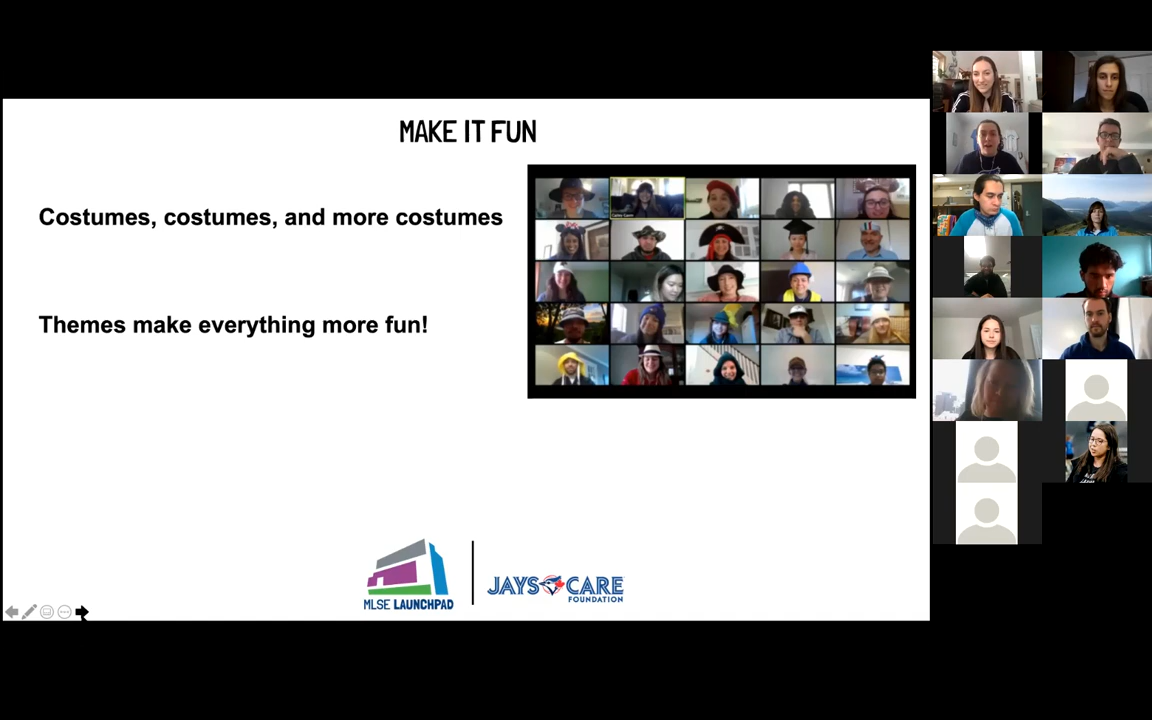 MAKE IT FUN
Costumes, costumes, and more costumes
Themes make everything more fun!
MLSE LAUNCHPAD
JAYS CARE
FOUNDATION